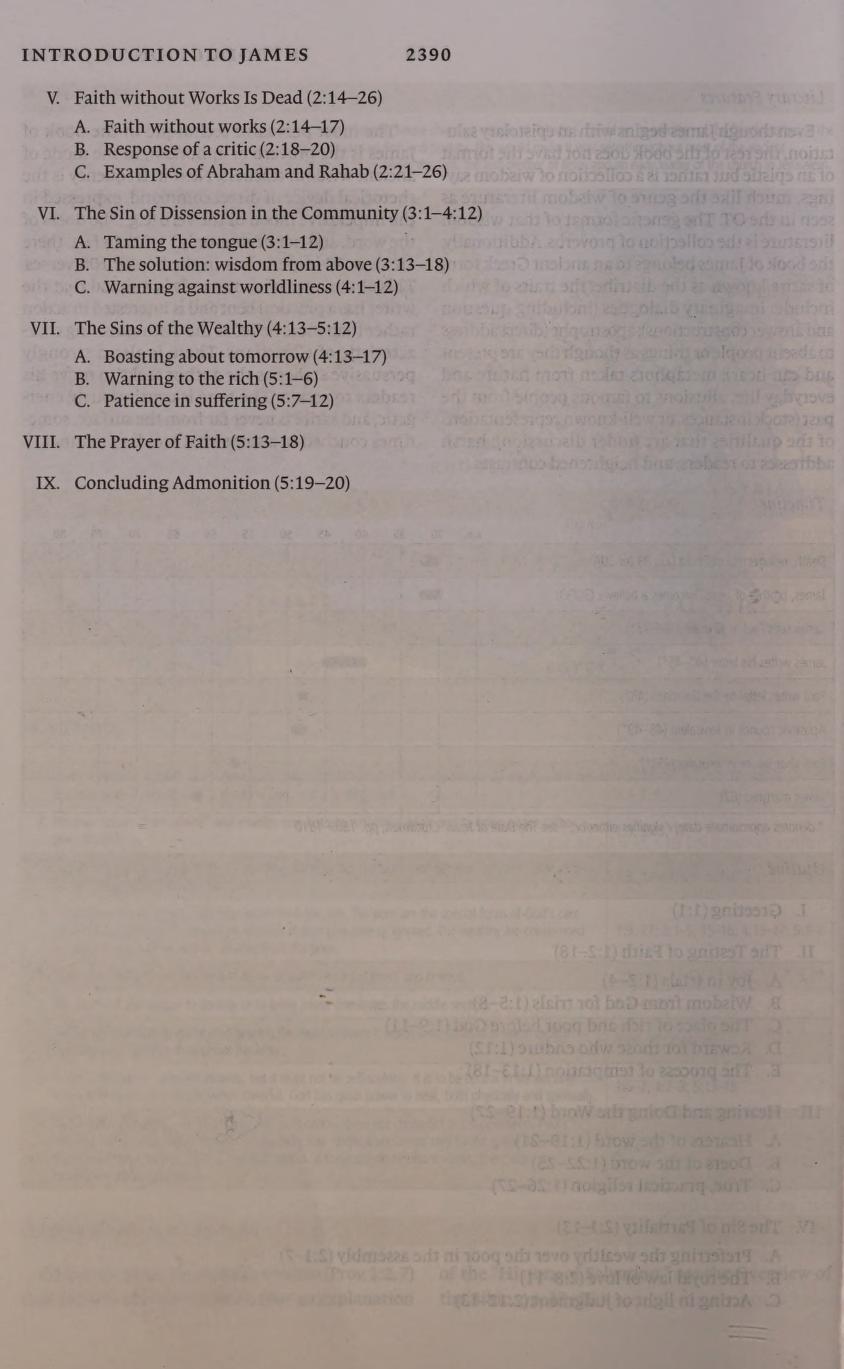 INTRODUCTION TO JAMES 2390
V. Faith without Works Is Dead (2:14–26)
A. Faith without works (2:14–17)
B. Response of a critic (2:18–20)
C. Examples of Abraham and Rahab (2:21–26)
VI. The Sin of Dissension in the Community (3:1–4:12)
A. Taming the tongue (3:1–12)
B. The solution: wisdom from above (3:13–18)
C. Warning against worldliness (4:1–12)
VII. The Sins of the Wealthy (4:13–5:12)
A. Boasting about tomorrow (4:13–17)
B. Warning to the rich (5:1–6)
C. Patience in suffering (5:7–12)
VIII. The Prayer of Faith (5:13–18)
IX. Concluding Admonition (5:19–20)